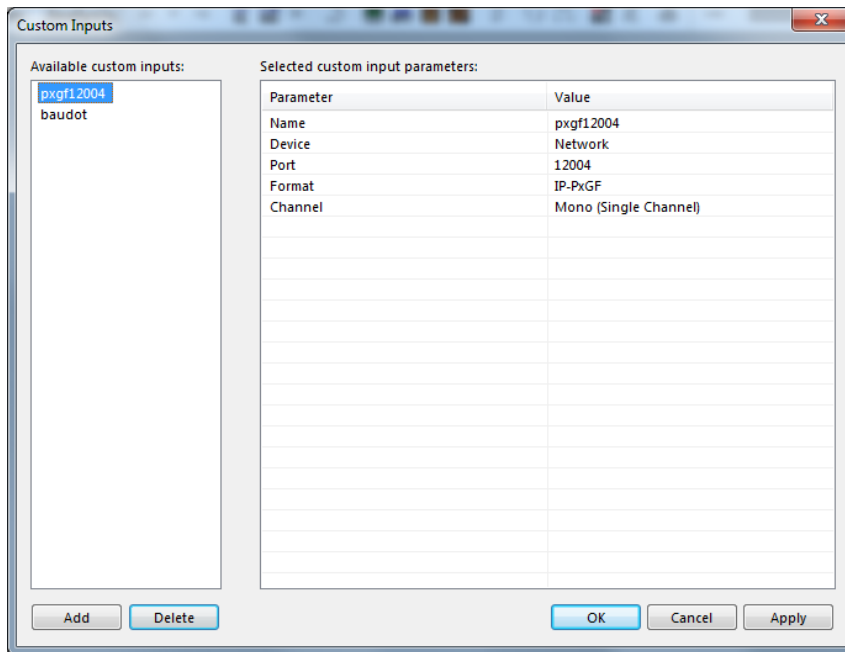 Custom Inputs
Available custom inputs:
pxgf12004
baudot
Selected custom input parameters:
Parameter Value
Name pxgf12004
Device Network
Port 12004
Format IP-PxGF
Channel Mono (Single Channel)
Add Delete OK Cancel Apply